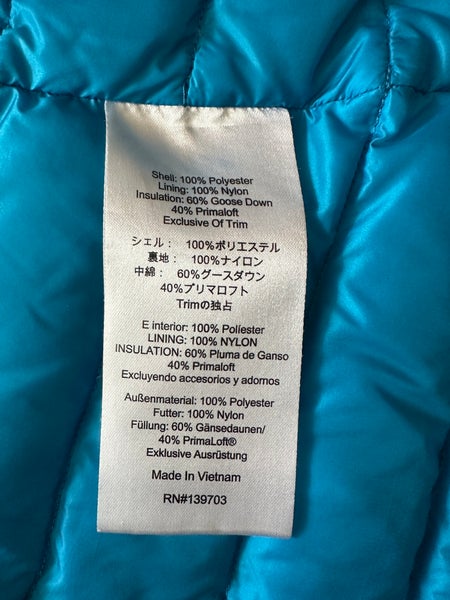 Shell: 100% Polyester
Lining: 100% Nylon
Insulation: 60% Goose Down
40% Primaloft
Exclusive Of Trim
シェル： 100%ポリエステル
裏地： 100%ナイロン
中綿： 60%グースダウン
40%プリマロフト
Trimの独占
E interior: 100% Políester
LINING: 100% NYLON
INSULATION: 60% Pluma de Ganso
40% Primaloft
Excluyendo accesorios y adornos
Außenmaterial: 100% Polyester
Futter: 100% Nylon
Füllung: 60% Gänsedaunen/
40% PrimaLoft®
Exklusive Ausrüstung
Made In Vietnam
RN#139703